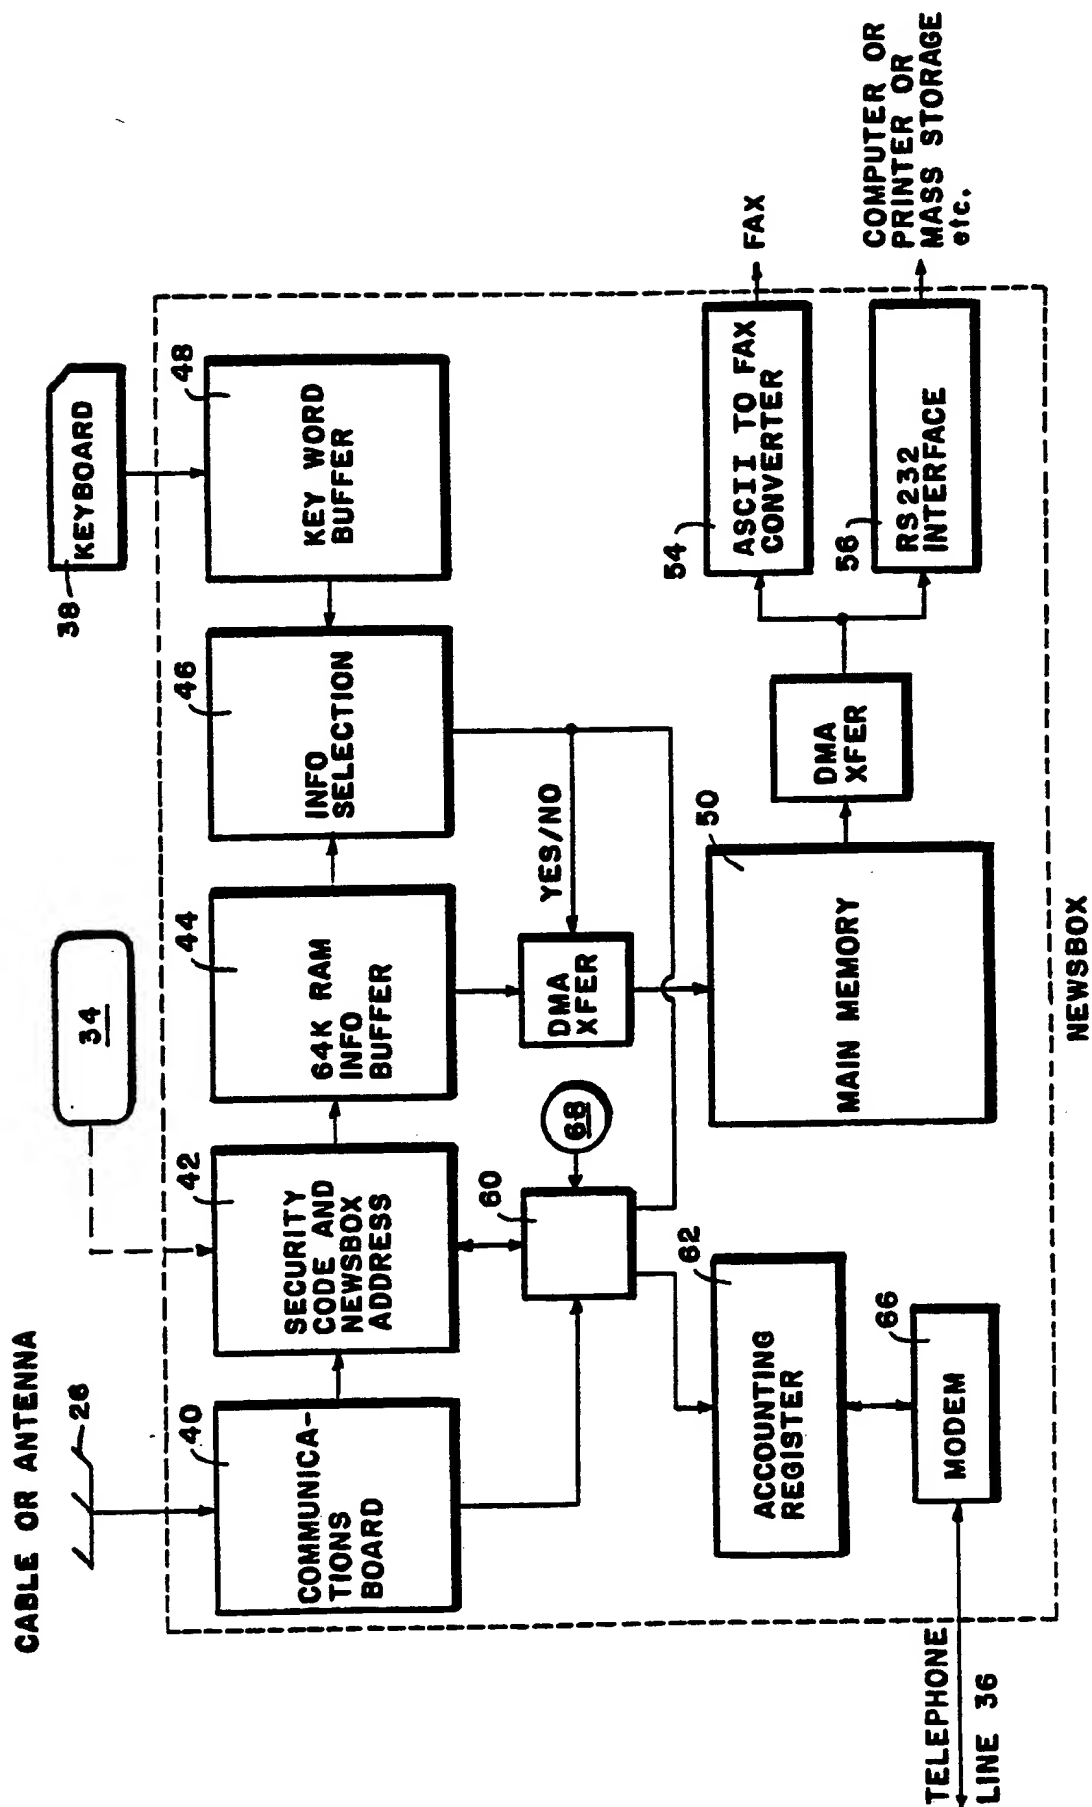 CABLE OR ANTENNA
26
34
38
KEYBOARD
40
COMMUNICA-
TIONS
BOARD
42
SECURITY
CODE AND
NEWSBOX
ADDRESS
44
64K RAM
INFO
BUFFER
46
INFO
SELECTION
48
KEY WORD
BUFFER
60
68
DMA
XFER
YES/NO
62
ACCOUNTING
REGISTER
66
MODEM
TELEPHONE
LINE 36
50
MAIN MEMORY
DMA
XFER
54
ASCII TO FAX
CONVERTER
FAX
56
RS232
INTERFACE
COMPUTER OR
PRINTER OR
MASS STORAGE
etc.
NEWSBOX